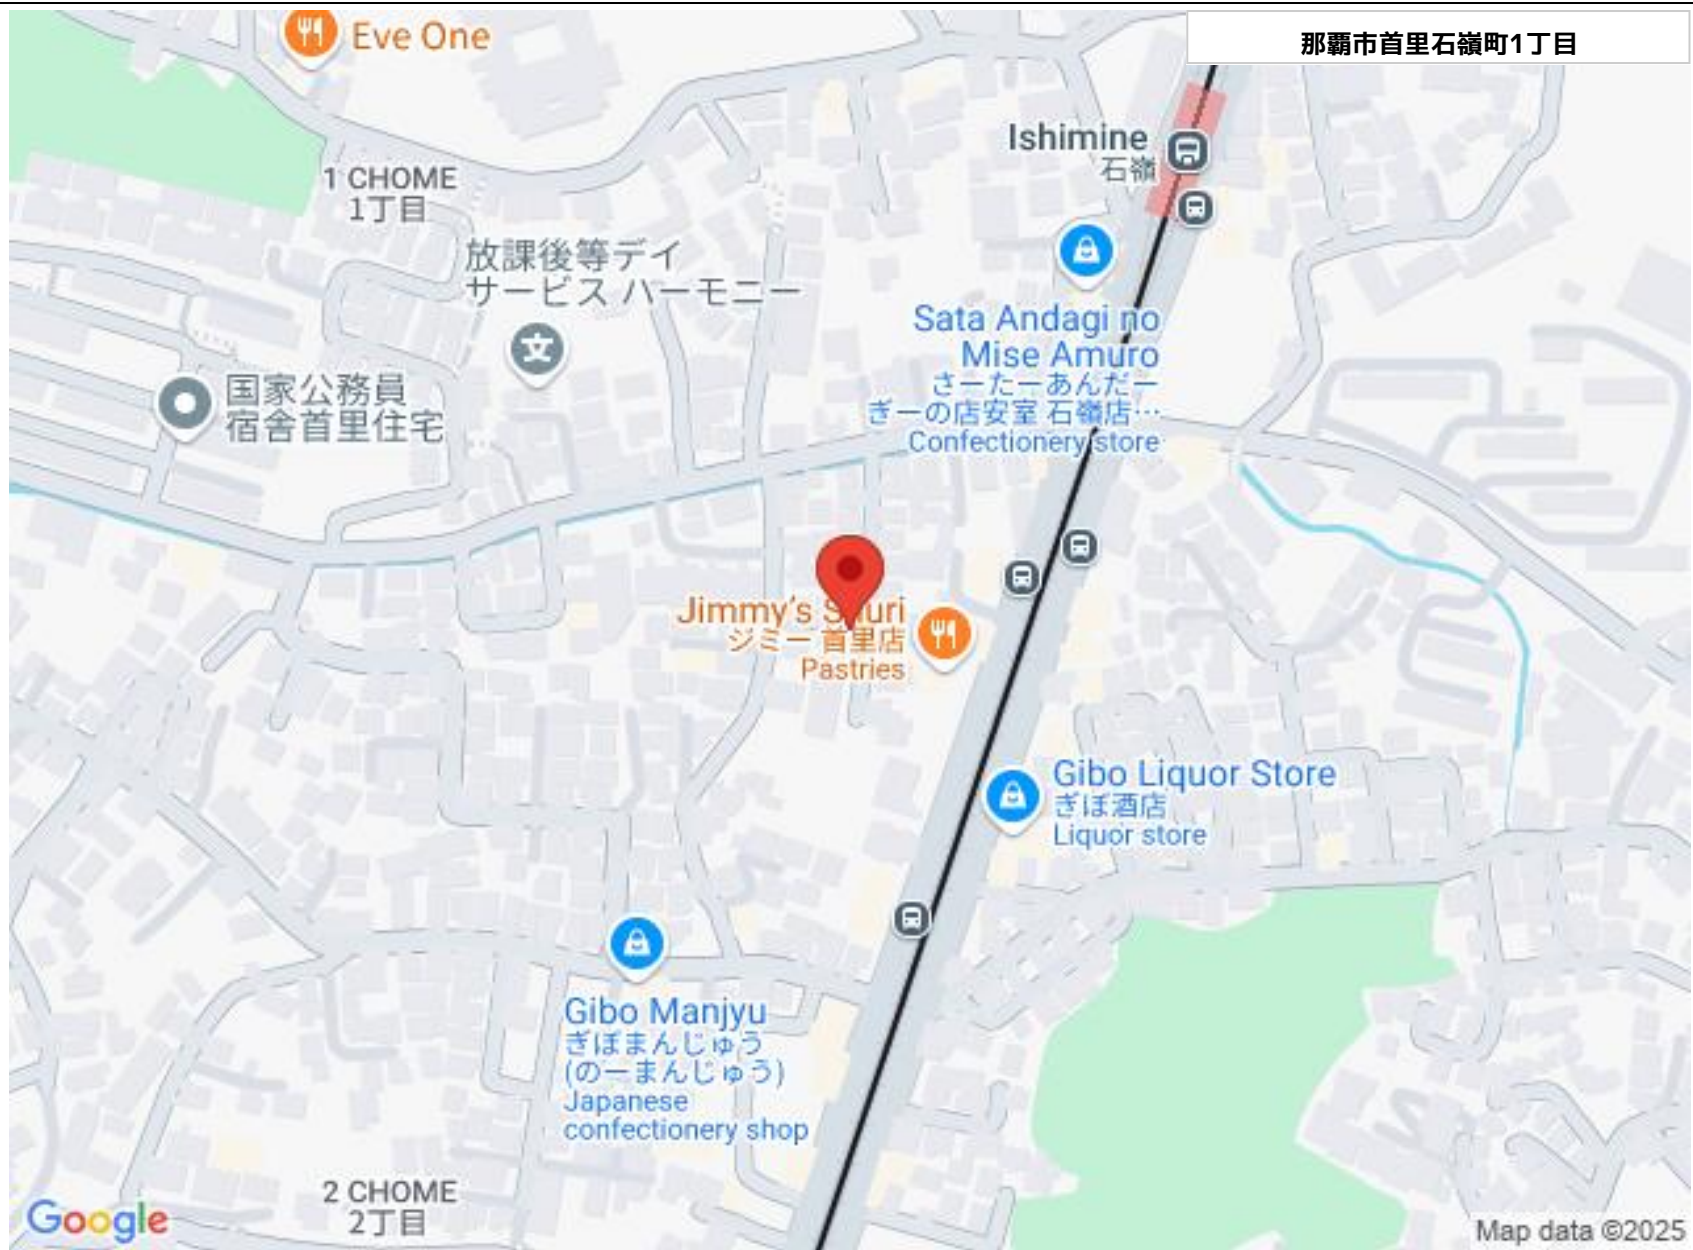 那覇市首里石嶺町1丁目
Eve One
Ishimine
石嶺
1 CHOME
1丁目
放課後等デイ
サービス ハーモニー
Sata Andagi no
Mise Amuro
さーたーあんだー
ぎーの店安室 石嶺店…
Confectionery store
国家公務員
宿舎首里住宅
Jimmy's Shuri
ジミー 首里店
Pastries
Gibo Liquor Store
ぎぼ酒店
Liquor store
Gibo Manjyu
ぎぼまんじゅう
(のーまんじゅう)
Japanese
confectionery shop
2 CHOME
2丁目
Google
Map data ©2025